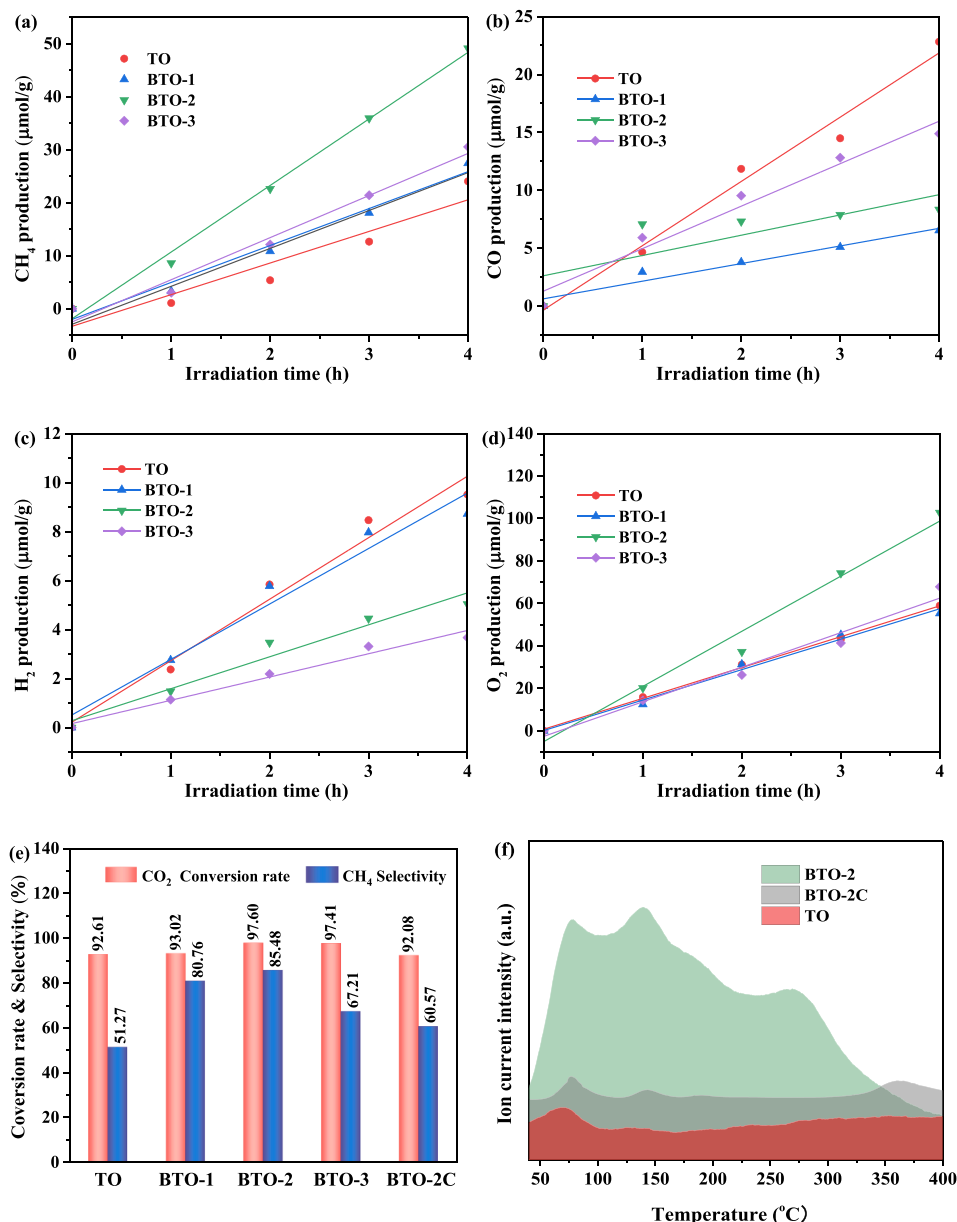 (a)
50
40
30
20
10
0
CH4 production (μmol/g)
TO
BTO-1
BTO-2
BTO-3
0 1 2 3 4
Irradiation time (h)
(b)
25
20
15
10
5
0
CO production (μmol/g)
TO
BTO-1
BTO-2
BTO-3
0 1 2 3 4
Irradiation time (h)
(c)
12
10
8
6
4
2
0
H2 production (μmol/g)
TO
BTO-1
BTO-2
BTO-3
0 1 2 3 4
Irradiation time (h)
(d)
140
120
100
80
60
40
20
0
O2 production (μmol/g)
TO
BTO-1
BTO-2
BTO-3
0 1 2 3 4
Irradiation time (h)
(e)
140
120
100
80
60
40
20
0
Coversion rate & Selectivity (%)
CO2 Conversion rate
CH4 Selectivity
92.61
51.27
93.02
80.76
97.60
85.48
97.41
67.21
92.08
60.57
TO BTO-1 BTO-2 BTO-3 BTO-2C
(f)
Ion current intensity (a.u.)
BTO-2
BTO-2C
TO
50 100 150 200 250 300 350 400
Temperature (°C)